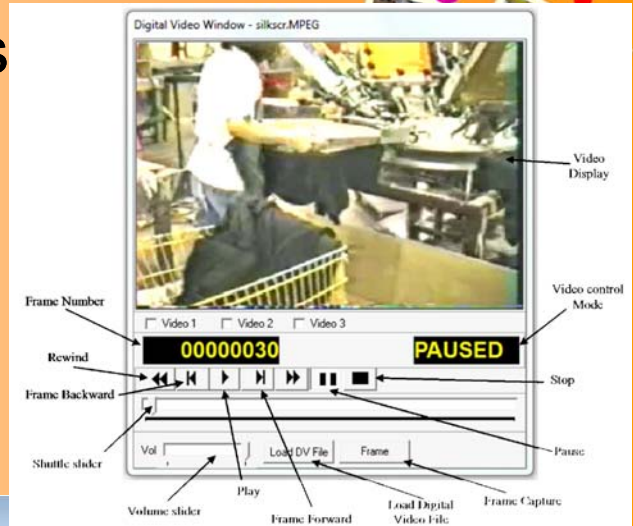 s
Digital Video Window - silkscr.MPEG
Video Display
Frame Number
Video control Mode
Video 1 Video 2 Video 3
00000030 PAUSED
Rewind
Stop
Frame Backward
Vol Load DV File Frame
Pause
Shuttle slider
Play
Volume slider
Frame Forward
Load Digital Video File
Frame Capture